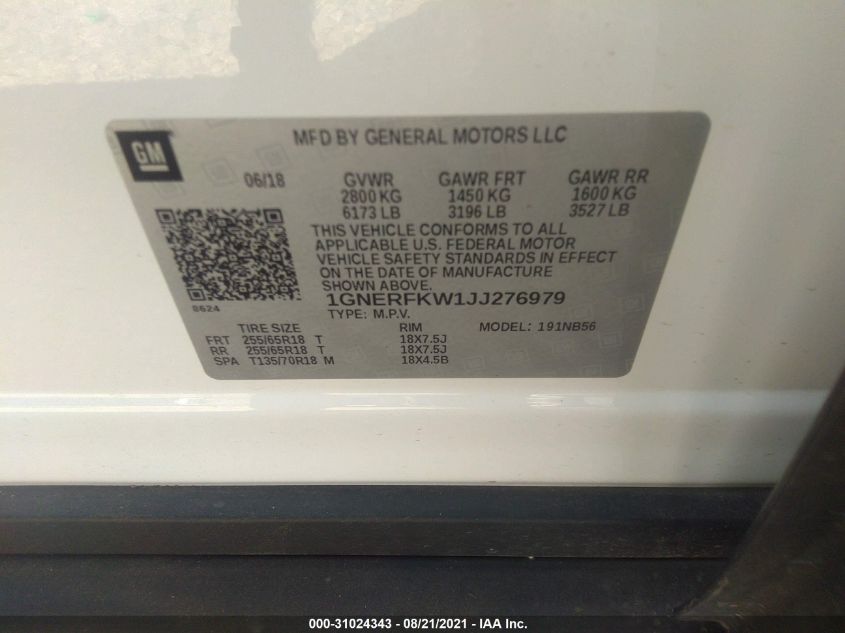 MFD BY GENERAL MOTORS LLC
GM
06/18 GVWR GAWR FRT GAWR RR
2800 KG 1450 KG 1600 KG
6173 LB 3196 LB 3527 LB
THIS VEHICLE CONFORMS TO ALL
APPLICABLE U.S. FEDERAL MOTOR
VEHICLE SAFETY STANDARDS IN EFFECT
ON THE DATE OF MANUFACTURE
SHOWN ABOVE.
1GNERFKW1JJ276979
8624
TYPE: M.P.V. MODEL: 191NB56
TIRE SIZE RIM
FRT 255/65R18 T 18X7.5J
RR 255/65R18 T 18X7.5J
SPA T135/70R18 M 18X4.5B
000-31024343 - 08/21/2021 - IAA Inc.